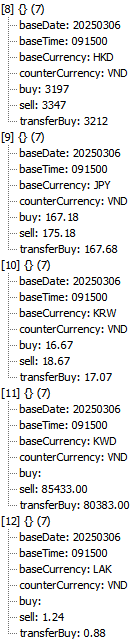 [8] {} (7)
baseDate: 20250306
baseTime: 091500
baseCurrency: HKD
counterCurrency: VND
buy: 3197
sell: 3347
transferBuy: 3212
[9] {} (7)
baseDate: 20250306
baseTime: 091500
baseCurrency: JPY
counterCurrency: VND
buy: 167.18
sell: 175.18
transferBuy: 167.68
[10] {} (7)
baseDate: 20250306
baseTime: 091500
baseCurrency: KRW
counterCurrency: VND
buy: 16.67
sell: 18.67
transferBuy: 17.07
[11] {} (7)
baseDate: 20250306
baseTime: 091500
baseCurrency: KWD
counterCurrency: VND
buy:
sell: 85433.00
transferBuy: 80383.00
[12] {} (7)
baseDate: 20250306
baseTime: 091500
baseCurrency: LAK
counterCurrency: VND
buy:
sell: 1.24
transferBuy: 0.88